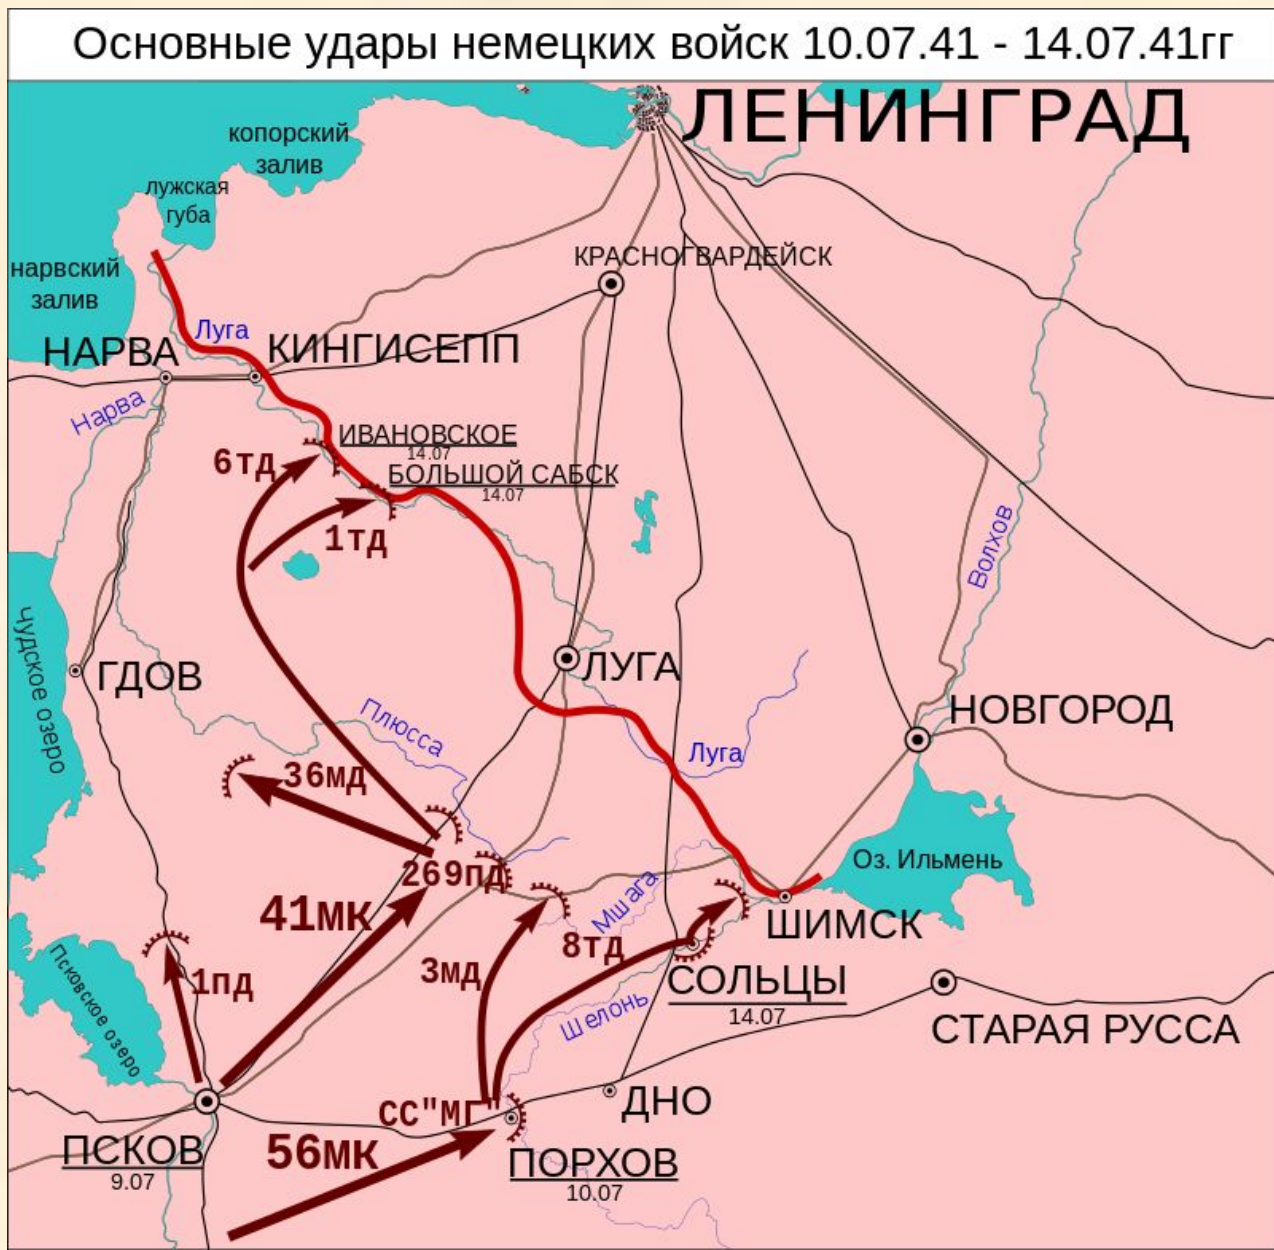 Основные удары немецких войск 10.07.41 - 14.07.41гг
ЛЕНИНГРАД
копорский
залив
лужская
губа
КРАСНОГВАРДЕЙСК
нарвский
залив
Луга
НАРВА
КИНГИСЕПП
Нарва
ИВАНОВСКОЕ
14.07
6тд
БОЛЬШОЙ САБСК
14.07
1тд
Волхов
Чудское озеро
ГДОВ
ЛУГА
Плюсса
НОВГОРОД
Луга
36мд
269пд
Оз. Ильмень
41мк
Мшага
ШИМСК
8тд
3мд
1пд
Псковское озеро
СОЛЬЦЫ
14.07
Шелонь
СТАРАЯ РУССА
ДНО
СС"МГ"
ПСКОВ
9.07
56мк
ПОРХОВ
10.07